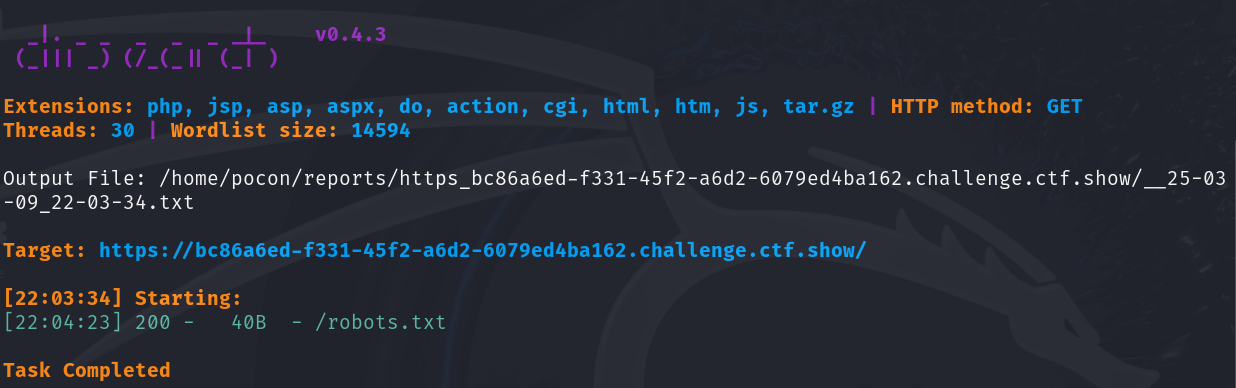 _|. _ _  _  _  _ _|_    v0.4.3
(_||| _) (/_(_|| (_| )
Extensions: php, jsp, asp, aspx, do, action, cgi, html, htm, js, tar.gz | HTTP method: GET
Threads: 30 | Wordlist size: 14594
Output File: /home/pocon/reports/https_bc86a6ed-f331-45f2-a6d2-6079ed4ba162.challenge.ctf.show/__25-03
-09_22-03-34.txt
Target: https://bc86a6ed-f331-45f2-a6d2-6079ed4ba162.challenge.ctf.show/
[22:03:34] Starting:
[22:04:23] 200 -   40B  - /robots.txt
Task Completed